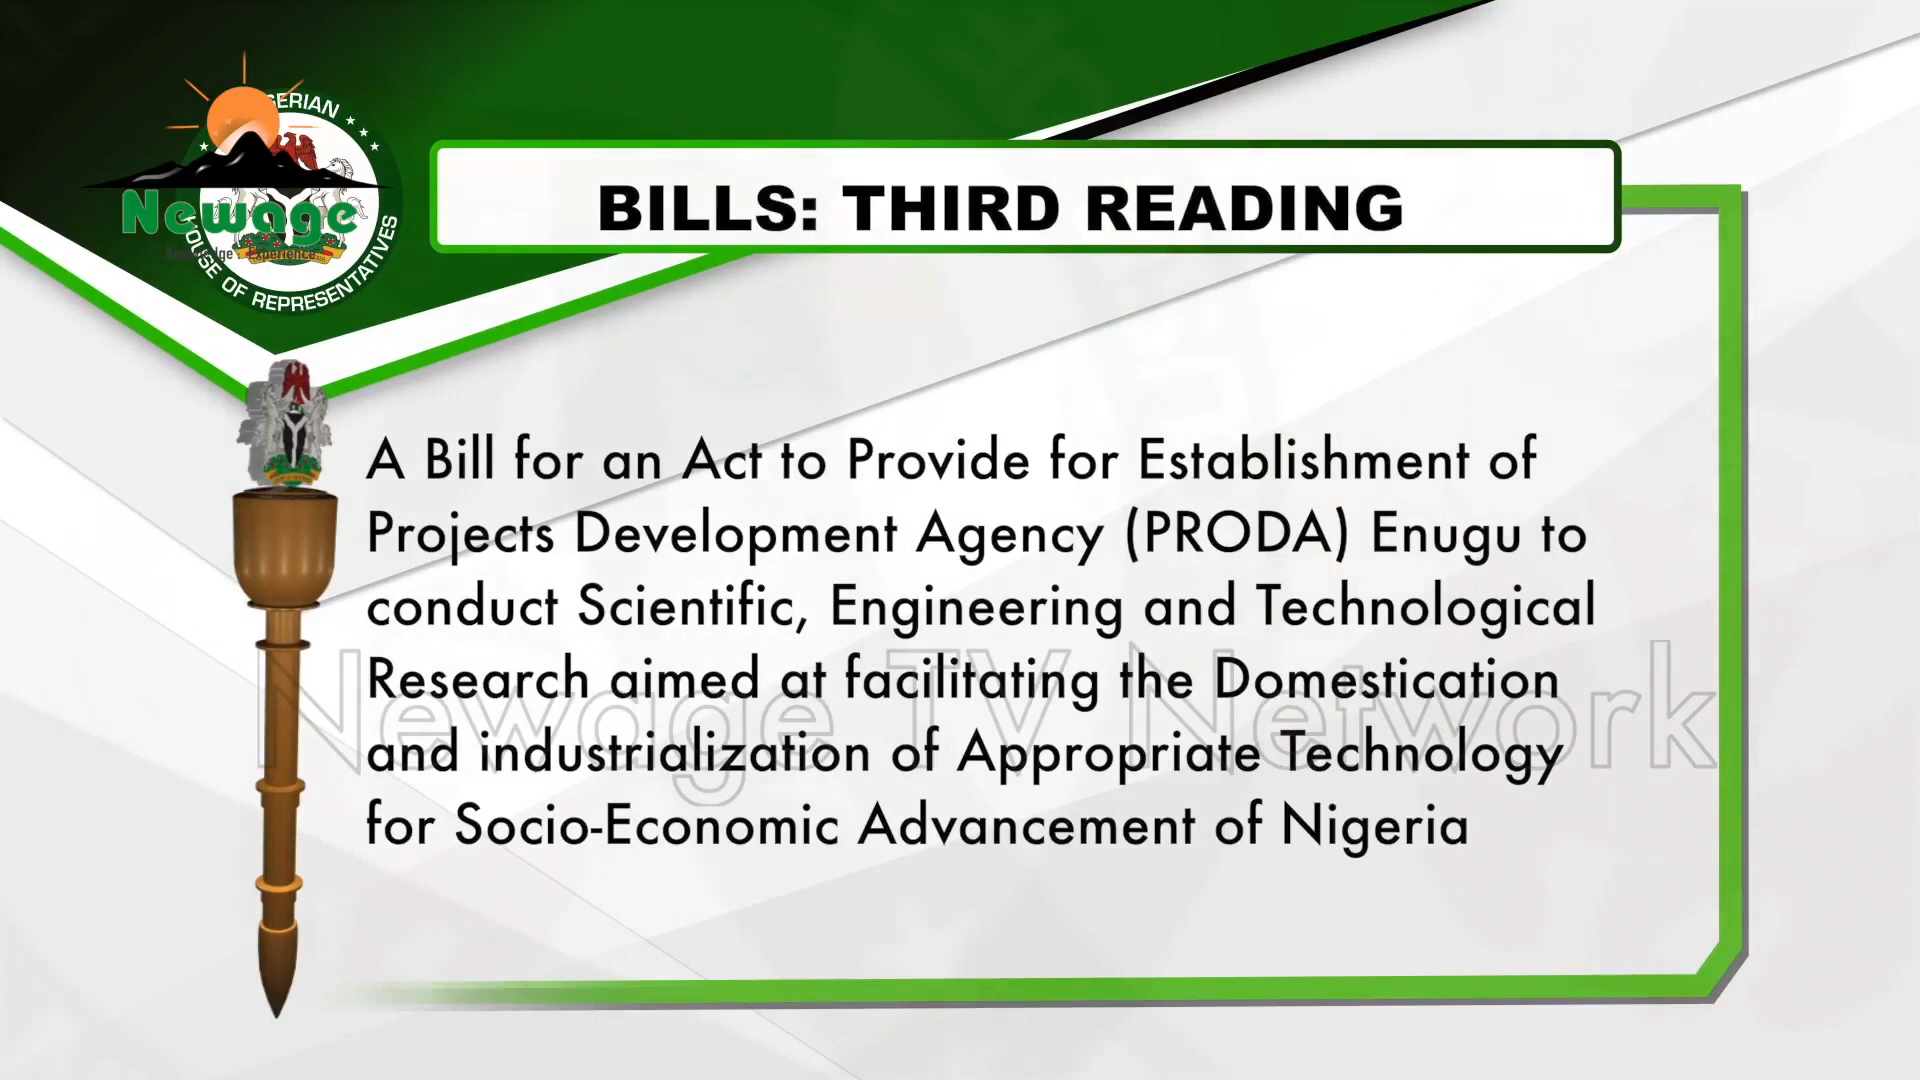 Newage
Knowledge Experience
HOUSE OF REPRESENTATIVES
BILLS: THIRD READING
A Bill for an Act to Provide for Establishment of
Projects Development Agency (PRODA) Enugu to
conduct Scientific, Engineering and Technological
Research aimed at facilitating the Domestication
and industrialization of Appropriate Technology
for Socio-Economic Advancement of Nigeria
Newage TV Network